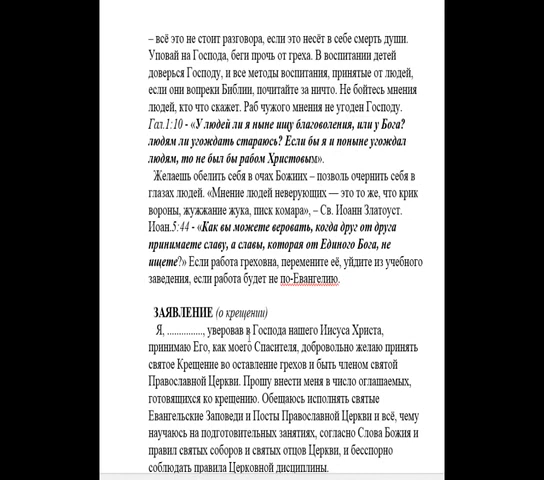 – всё это не стоит разговора, если это несёт в себе смерть души.
Уповай на Господа, беги прочь от греха. В воспитании детей
доверься Господу, и все методы воспитания, принятые от людей,
если они вопреки Библии, почитайте за ничто. Не бойтесь мнения
людей, кто что скажет. Раб чужого мнения не угоден Господу.
Гал.1:10 - «У людей ли я ныне ищу благоволения, или у Бога?
людям ли угождать стараюсь? Если бы я и поныне угождал
людям, то не был бы рабом Христовым».
Желаешь обелить себя в очах Божиих – позволь очернить себя в
глазах людей. «Мнение людей неверующих — это то же, что крик
вороны, жужжание жука, писк комара», – Св. Иоанн Златоуст.
Иоан.5:44 - «Как вы можете веровать, когда друг от друга
принимаете славу, а славы, которая от Единого Бога, не
ищете?» Если работа греховна, перемените её, уйдите из учебного
заведения, если работа будет не по-Евангелию.
ЗАЯВЛЕНИЕ (о крещении)
Я, ..............., уверовав в Господа нашего Иисуса Христа,
принимаю Его, как моего Спасителя, добровольно желаю принять
святое Крещение во оставление грехов и быть членом святой
Православной Церкви. Прошу внести меня в число оглашаемых,
готовящихся ко крещению. Обещаюсь исполнять святые
Евангельские Заповеди и Посты Православной Церкви и всё, чему
научаюсь на подготовительных занятиях, согласно Слова Божия и
правил святых соборов и святых отцов Церкви, и бесспорно
соблюдать правила Церковной дисциплины.